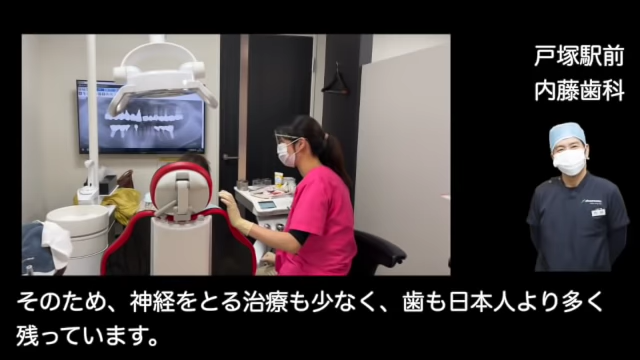 戸塚駅前
内藤歯科
そのため、神経をとる治療も少なく、歯も日本人より多く
残っています。